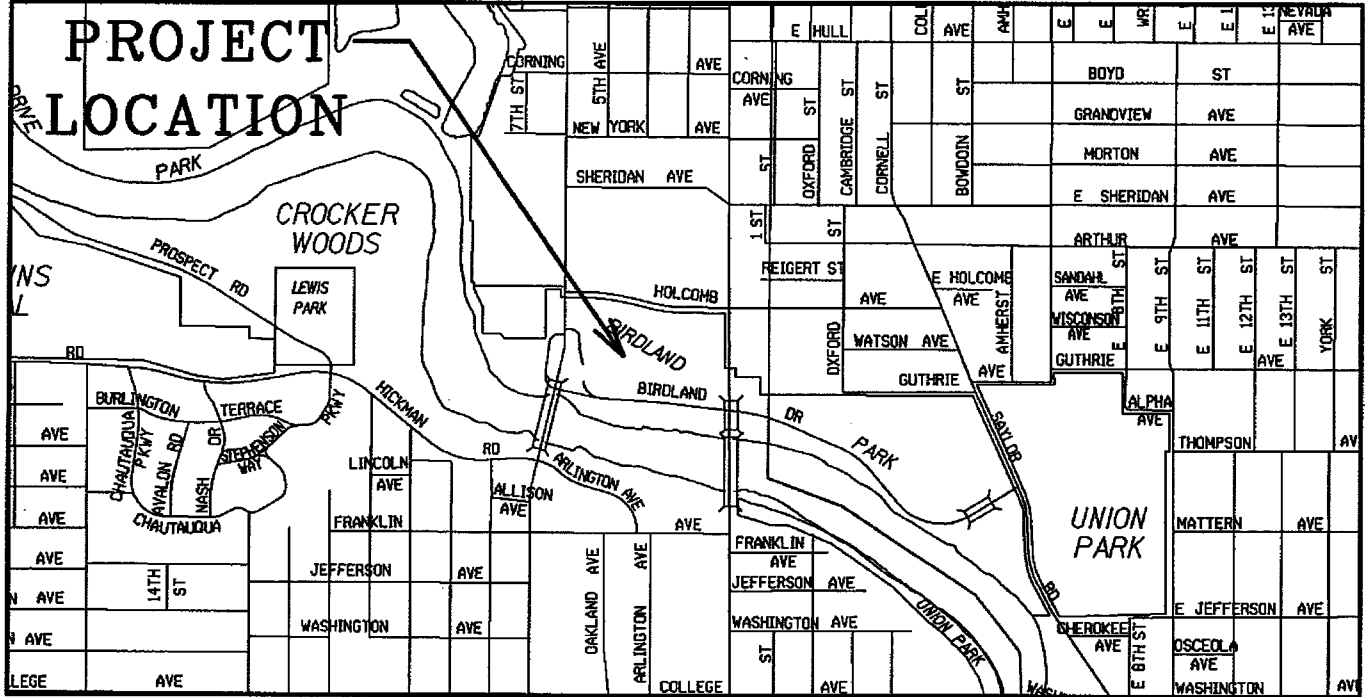 PROJECT
LOCATION
DRIVE
PARK
CROCKER
WOODS
PROSPECT RD
LEWIS
PARK
RD
CORNING AVE
7TH ST
5TH AVE
NEW YORK AVE
SHERIDAN AVE
HOLCOMB AVE
BIRDLAND
BIRDLAND DR
PARK
E HULL AVE
CORNING
AVE
ST
OXFORD ST
CAMBRIDGE ST
CORNELL ST
BOWDOIN ST
E
E
E
NEVADA
AVE
BOYD ST
GRANDVIEW AVE
MORTON AVE
E SHERIDAN AVE
ARTHUR AVE
1 ST
ST
REIGERT ST
E HOLCOMB
AVE
AMHERST
OXFORD
WATSON AVE
GUTHRIE AVE
SANDAHL
AVE
WISCONSON
AVE
GUTHRIE AVE
E 8TH ST
E 9TH ST
E 11TH ST
E 12TH ST
E 13TH ST
YORK ST
ALPHA
AVE
THOMPSON
SAYLOR
RD
UNION
PARK
MATTERN AVE
E JEFFERSON AVE
CHEROKEE
AVE
E 8TH ST
OSCEOLA
AVE
WASHINGTON
BURLINGTON
TERRACE
PKWY
HICKMAN
RD
CHAUTAUQUA
PKWY
AVALON RD
NASH DR
STEPHENSON
WAY
CHAUTAUQUA
LINCOLN
AVE
ALLISON
AVE
ARLINGTON AVE
FRANKLIN AVE
JEFFERSON AVE
WASHINGTON AVE
14TH
ST
OAKLAND AVE
ARLINGTON AVE
COLLEGE AVE
FRANKLIN
AVE
JEFFERSON AVE
WASHINGTON AVE
ST
UNION PARK
AVE
AVE
AVE
AVE
AVE
AVE
LEGE AVE